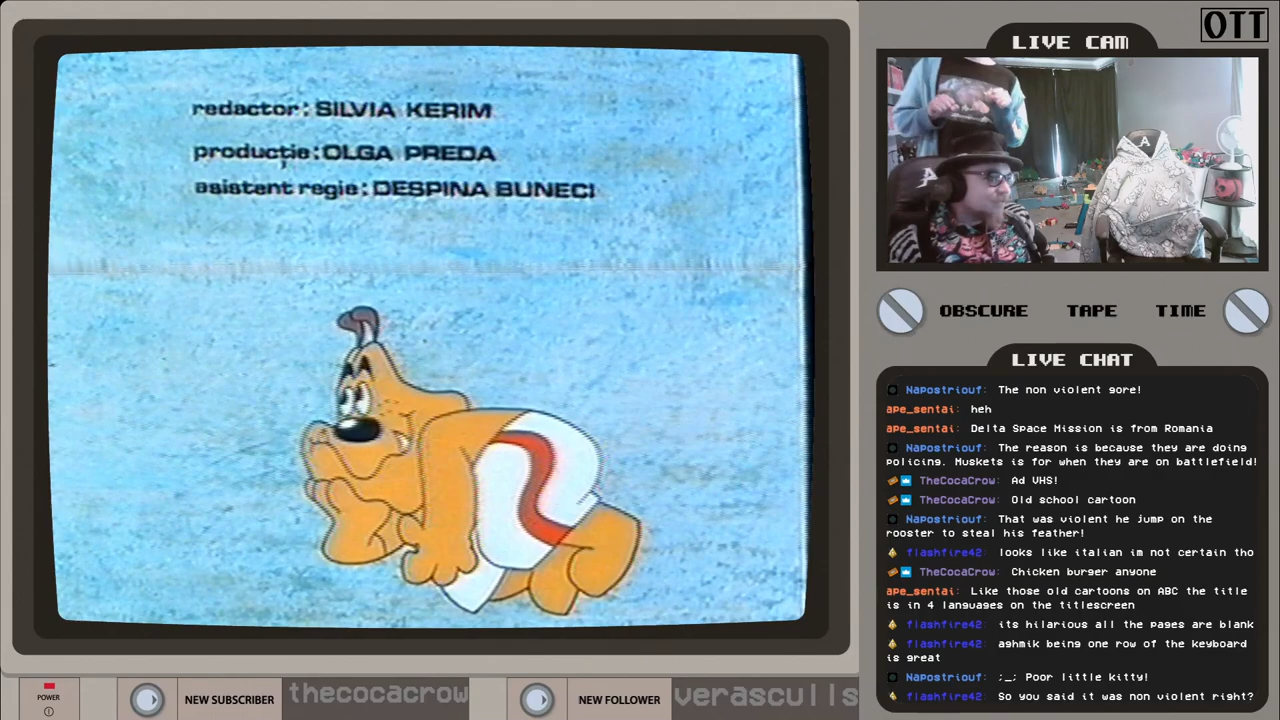 redactor: SILVIA KERIM
producţie: OLGA PREDA
asistent regie: DESPINA BUNECI
OTT
LIVE CAM
OBSCURE TAPE TIME
LIVE CHAT
Napostriouf: The non violent gore!
ape_sentai: heh
ape_sentai: Delta Space Mission is from Romania
Napostriouf: The reason is because they are doing
policing. Muskets is for when they are on battlefield!
TheCocaCrow: Ad VHS!
TheCocaCrow: Old school cartoon
Napostriouf: That was violent he jump on the
rooster to steal his feather!
flashfire42: looks like italian im not certain tho
TheCocaCrow: Chicken burger anyone
ape_sentai: Like those old cartoons on ABC the title
is in 4 languages on the titlescreen
flashfire42: its hilarious all the pages are blank
flashfire42: aghmik being one row of the keyboard
is great
Napostriouf: ;_; Poor little kitty!
flashfire42: So you said it was non violent right?
POWER
NEW SUBSCRIBER
thecocacrow
NEW FOLLOWER
verasculls